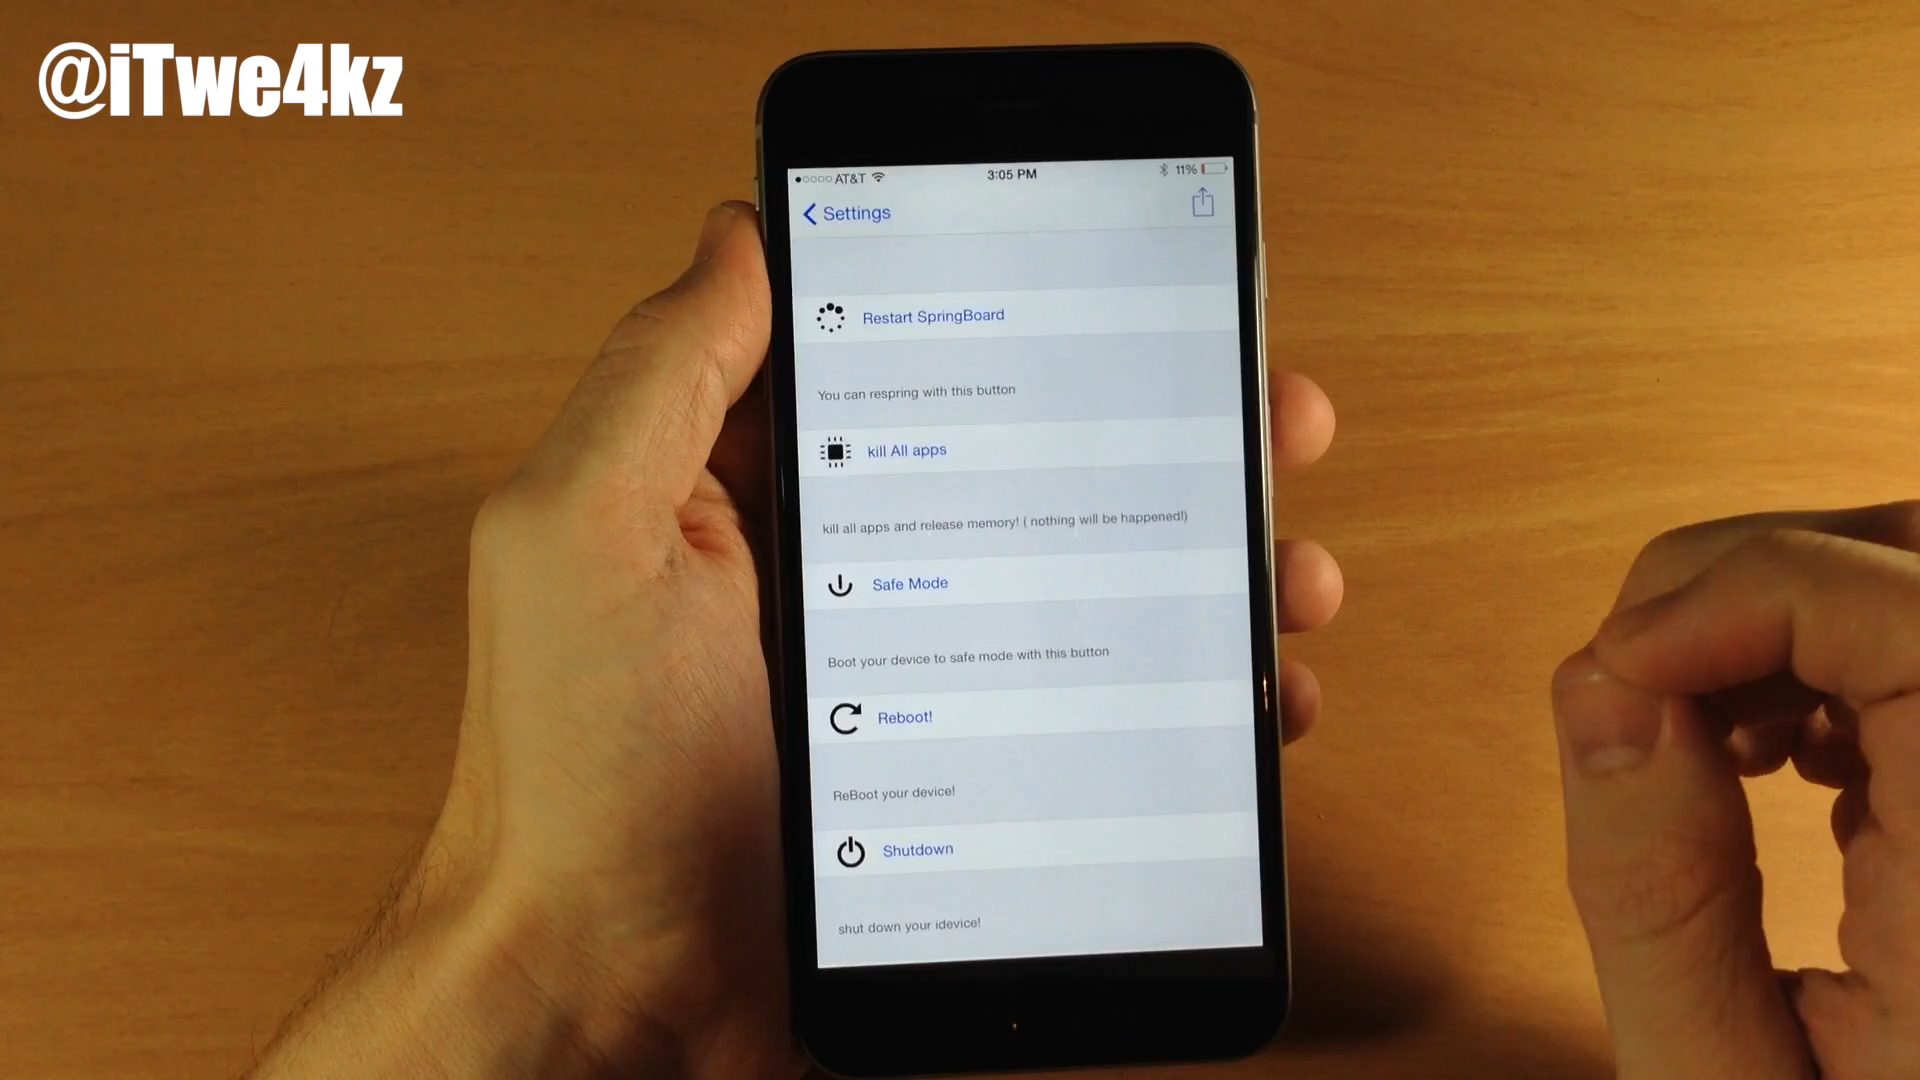 @iTwe4kz
AT&T 3:05 PM 11%
Settings
Restart SpringBoard
You can respring with this button
kill All apps
kill all apps and release memory! ( nothing will be happened!)
Safe Mode
Boot your device to safe mode with this button
Reboot!
ReBoot your device!
Shutdown
shut down your idevice!